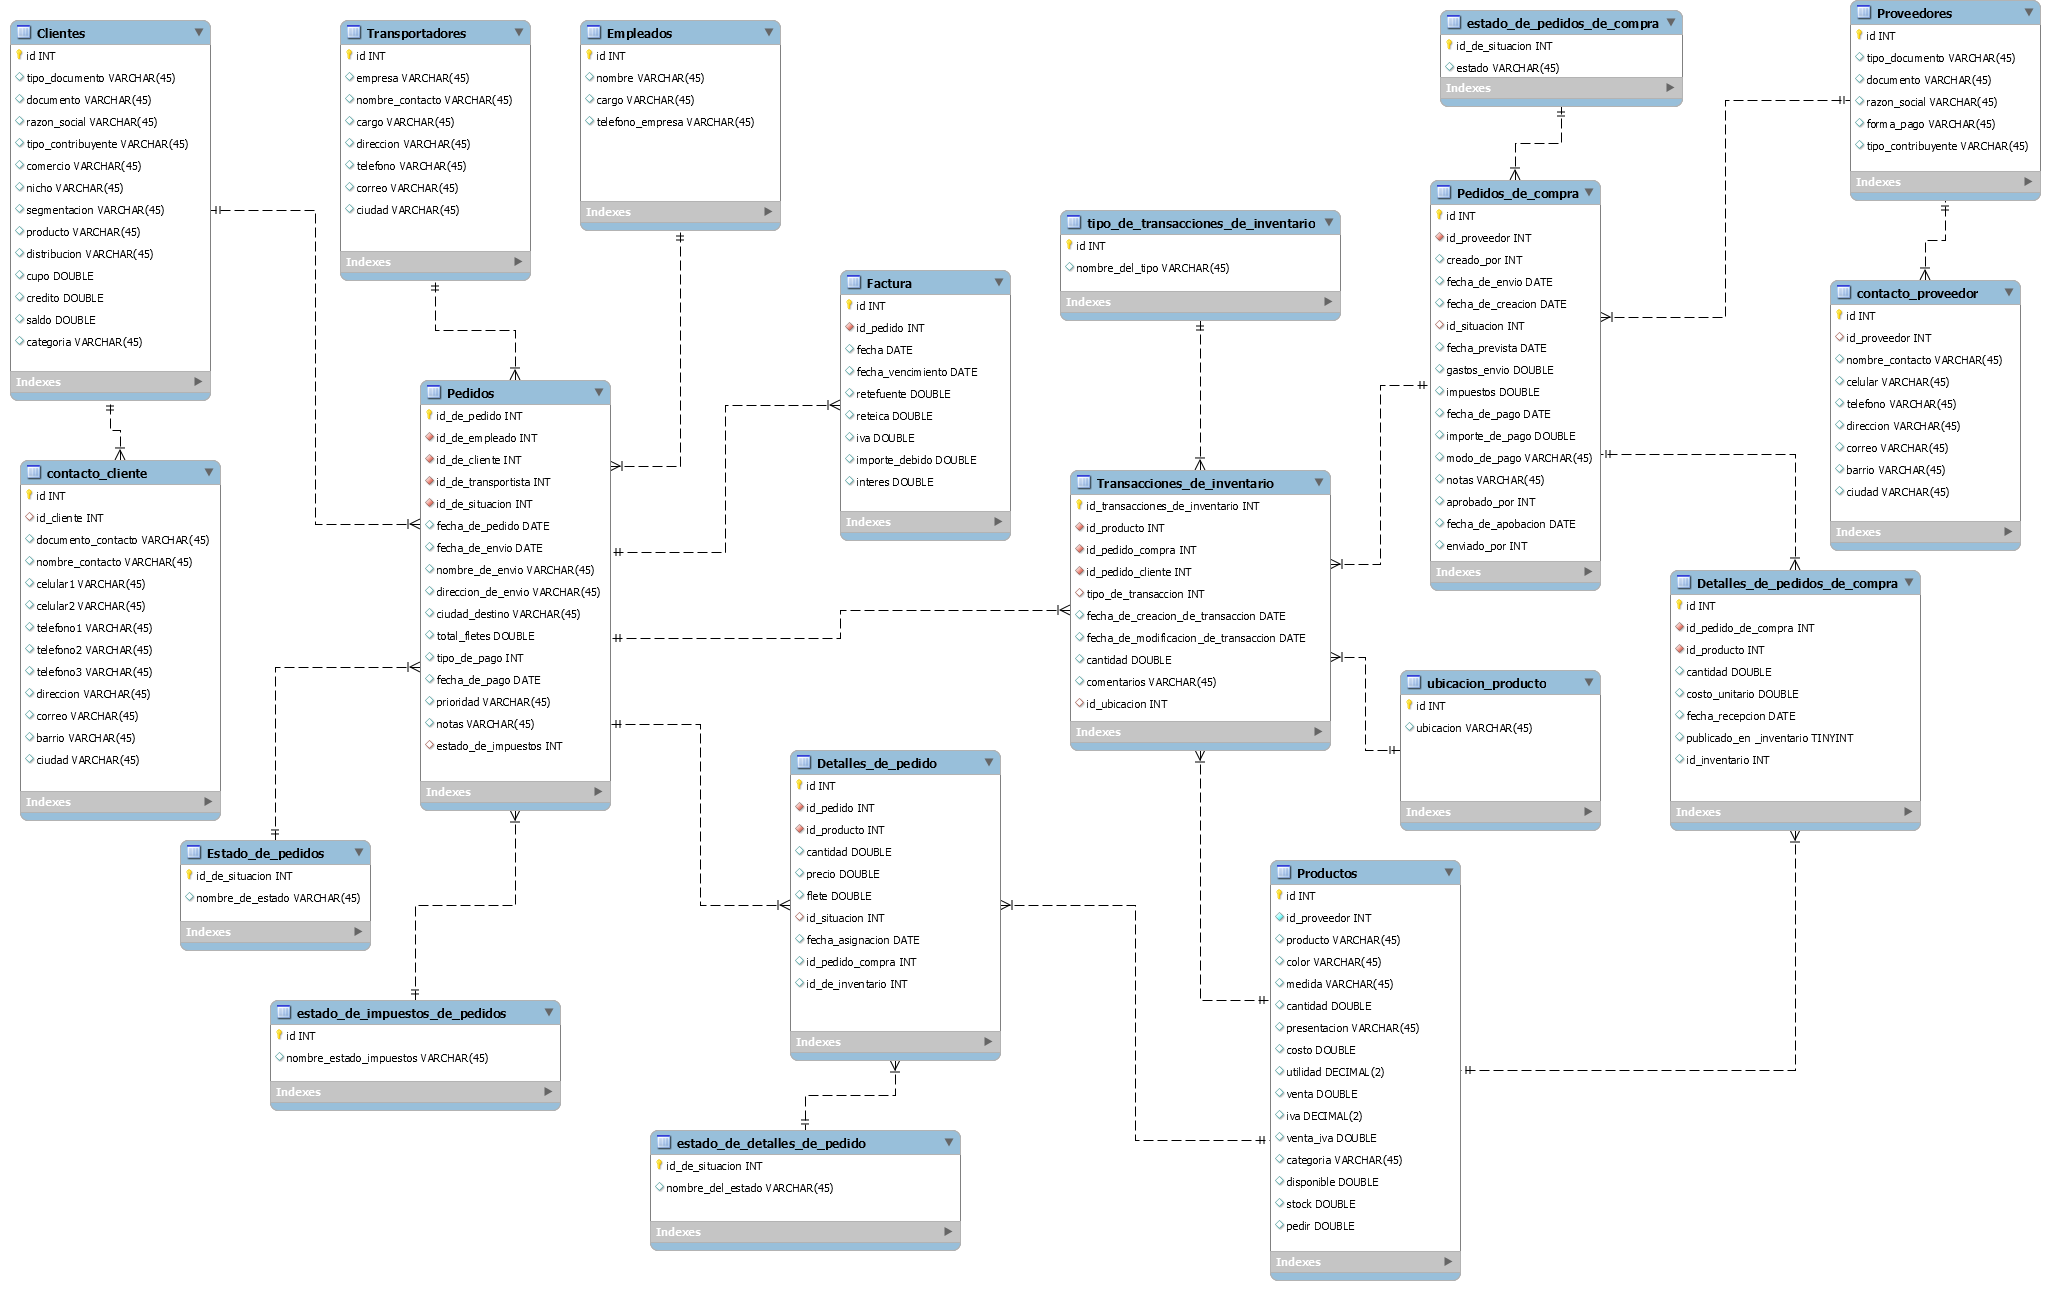 Clientes
id INT
tipo_documento VARCHAR(45)
documento VARCHAR(45)
razon_social VARCHAR(45)
tipo_contribuyente VARCHAR(45)
comercio VARCHAR(45)
nicho VARCHAR(45)
segmentacion VARCHAR(45)
producto VARCHAR(45)
distribucion VARCHAR(45)
cupo DOUBLE
credito DOUBLE
saldo DOUBLE
categoria VARCHAR(45)
Indexes
Transportadores
id INT
empresa VARCHAR(45)
nombre_contacto VARCHAR(45)
cargo VARCHAR(45)
direccion VARCHAR(45)
telefono VARCHAR(45)
correo VARCHAR(45)
ciudad VARCHAR(45)
Indexes
Empleados
id INT
nombre VARCHAR(45)
cargo VARCHAR(45)
telefono_empresa VARCHAR(45)
Indexes
estado_de_pedidos_de_compra
id_de_situacion INT
estado VARCHAR(45)
Indexes
Proveedores
id INT
tipo_documento VARCHAR(45)
documento VARCHAR(45)
razon_social VARCHAR(45)
forma_pago VARCHAR(45)
tipo_contribuyente VARCHAR(45)
Indexes
Factura
id INT
id_pedido INT
fecha DATE
fecha_vencimiento DATE
retefuente DOUBLE
reteica DOUBLE
iva DOUBLE
importe_debido DOUBLE
interes DOUBLE
Indexes
tipo_de_transacciones_de_inventario
id INT
nombre_del_tipo VARCHAR(45)
Indexes
Pedidos_de_compra
id INT
id_proveedor INT
creado_por INT
fecha_de_envio DATE
fecha_de_creacion DATE
id_situacion INT
fecha_prevista DATE
gastos_envio DOUBLE
impuestos DOUBLE
fecha_de_pago DATE
importe_de_pago DOUBLE
modo_de_pago VARCHAR(45)
notas VARCHAR(45)
aprobado_por INT
fecha_de_apobacion DATE
enviado_por INT
Indexes
contacto_proveedor
id INT
id_proveedor INT
nombre_contacto VARCHAR(45)
celular VARCHAR(45)
telefono VARCHAR(45)
direccion VARCHAR(45)
correo VARCHAR(45)
barrio VARCHAR(45)
ciudad VARCHAR(45)
Indexes
contacto_cliente
id INT
id_cliente INT
documento_contacto VARCHAR(45)
nombre_contacto VARCHAR(45)
celular1 VARCHAR(45)
celular2 VARCHAR(45)
telefono1 VARCHAR(45)
telefono2 VARCHAR(45)
telefono3 VARCHAR(45)
direccion VARCHAR(45)
correo VARCHAR(45)
barrio VARCHAR(45)
ciudad VARCHAR(45)
Indexes
Pedidos
id_de_pedido INT
id_de_empleado INT
id_de_cliente INT
id_de_transportista INT
id_de_situacion INT
fecha_de_pedido DATE
fecha_de_envio DATE
nombre_de_envio VARCHAR(45)
direccion_de_envio VARCHAR(45)
ciudad_destino VARCHAR(45)
total_fletes DOUBLE
tipo_de_pago INT
fecha_de_pago DATE
prioridad VARCHAR(45)
notas VARCHAR(45)
estado_de_impuestos INT
Indexes
Transacciones_de_inventario
id_transacciones_de_inventario INT
id_producto INT
id_pedido_compra INT
id_pedido_cliente INT
tipo_de_transaccion INT
fecha_de_creacion_de_transaccion DATE
fecha_de_modificacion_de_transaccion DATE
cantidad DOUBLE
comentarios VARCHAR(45)
id_ubicacion INT
Indexes
Detalles_de_pedidos_de_compra
id INT
id_pedido_de_compra INT
id_producto INT
cantidad DOUBLE
costo_unitario DOUBLE
fecha_recepcion DATE
publicado_en _inventario TINYINT
id_inventario INT
Indexes
ubicacion_producto
id INT
ubicacion VARCHAR(45)
Indexes
Detalles_de_pedido
id INT
id_pedido INT
id_producto INT
cantidad DOUBLE
precio DOUBLE
flete DOUBLE
id_situacion INT
fecha_asignacion DATE
id_pedido_compra INT
id_de_inventario INT
Indexes
Estado_de_pedidos
id_de_situacion INT
nombre_de_estado VARCHAR(45)
Indexes
Productos
id INT
id_proveedor INT
producto VARCHAR(45)
color VARCHAR(45)
medida VARCHAR(45)
cantidad DOUBLE
presentacion VARCHAR(45)
costo DOUBLE
utilidad DECIMAL(2)
venta DOUBLE
iva DECIMAL(2)
venta_iva DOUBLE
categoria VARCHAR(45)
disponible DOUBLE
stock DOUBLE
pedir DOUBLE
Indexes
estado_de_impuestos_de_pedidos
id INT
nombre_estado_impuestos VARCHAR(45)
Indexes
estado_de_detalles_de_pedido
id_de_situacion INT
nombre_del_estado VARCHAR(45)
Indexes